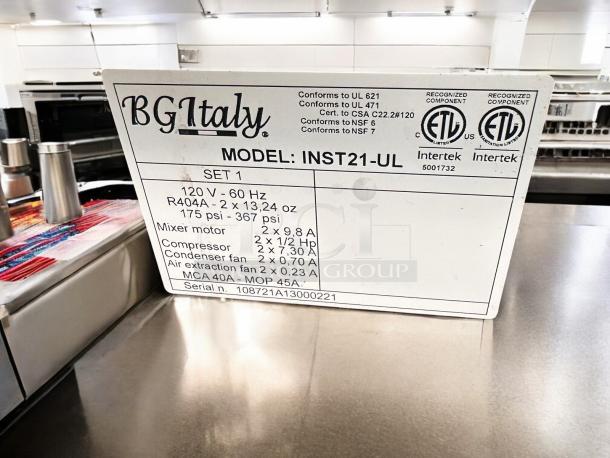 BGItaly®
Conforms to UL 621
Conforms to UL 471
Cert. to CSA C22.2#120
Conforms to NSF 6
Conforms to NSF 7
RECOGNIZED COMPONENT
RECOGNIZED COMPONENT
C ETL US
ETL
Intertek
Intertek
5001732
MODEL: INST21-UL
SET 1
120 V - 60 Hz
R404A - 2 x 13,24 oz
175 psi - 367 psi
Mixer motor 2 x 9,8 A
2 x 1/2 Hp
Compressor 2 x 7,30 A
Condenser fan 2 x 0,70 A
Air extraction fan 2 x 0,23 A
MCA 40A - MOP 45A
Serial n. 108721A13000221
GROUP